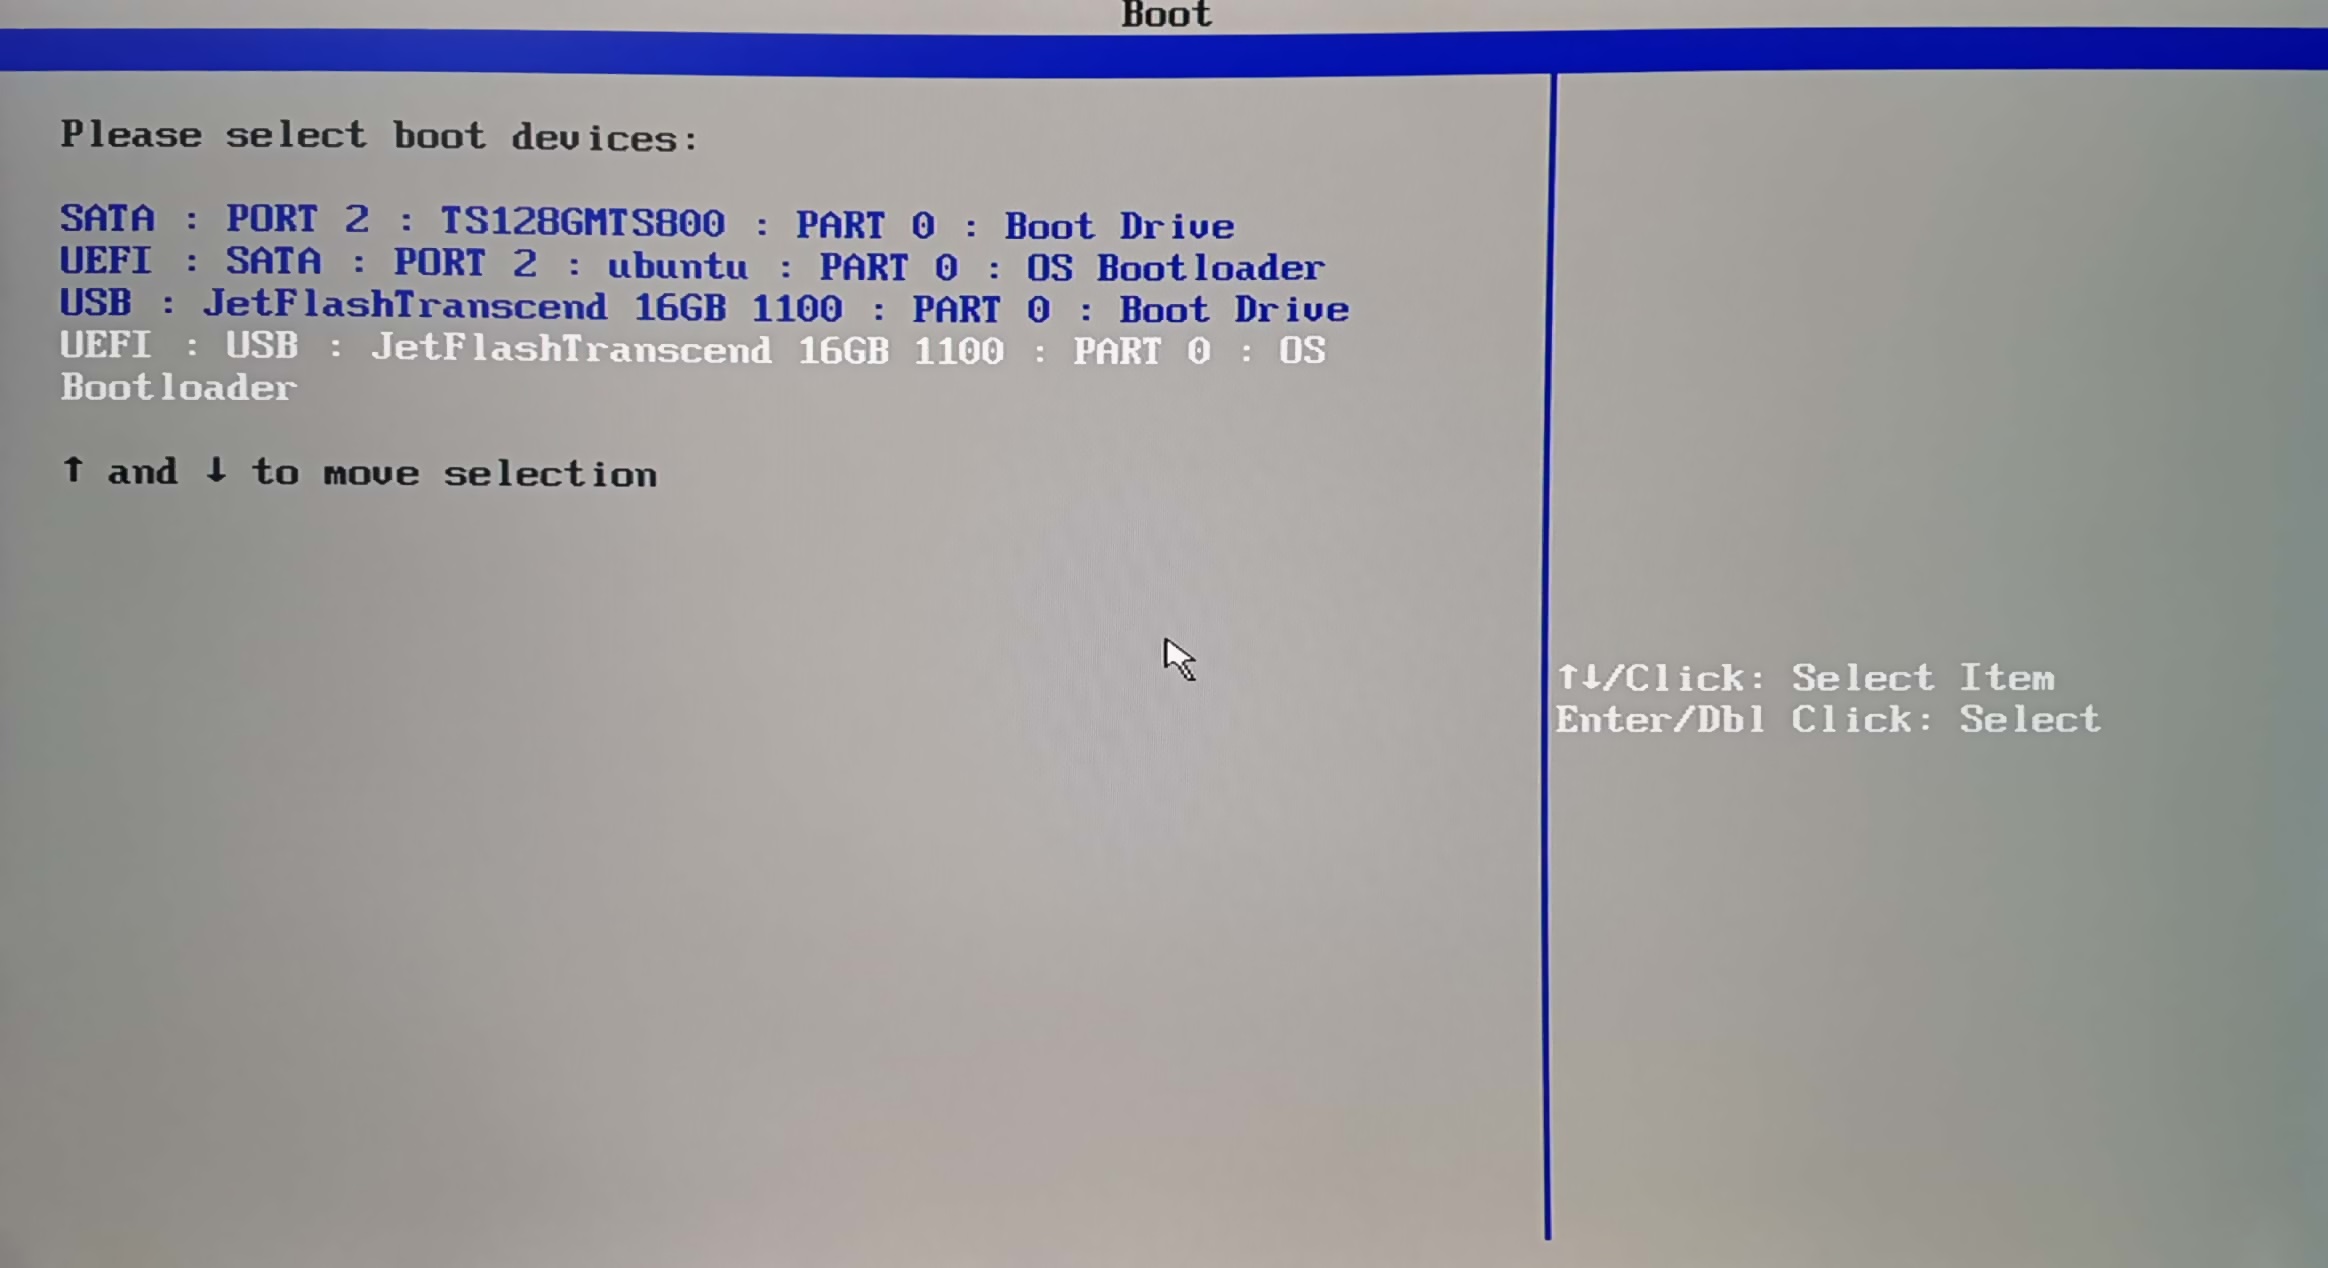 Boot
Please select boot devices:
SATA : PORT 2 : TS128GMTS800 : PART 0 : Boot Drive
UEFI : SATA : PORT 2 : ubuntu : PART 0 : OS Bootloader
USB : JetFlashTranscend 16GB 1100 : PART 0 : Boot Drive
UEFI : USB : JetFlashTranscend 16GB 1100 : PART 0 : OS
Bootloader
↑ and ↓ to move selection
↑↓/Click: Select Item
Enter/Dbl Click: Select